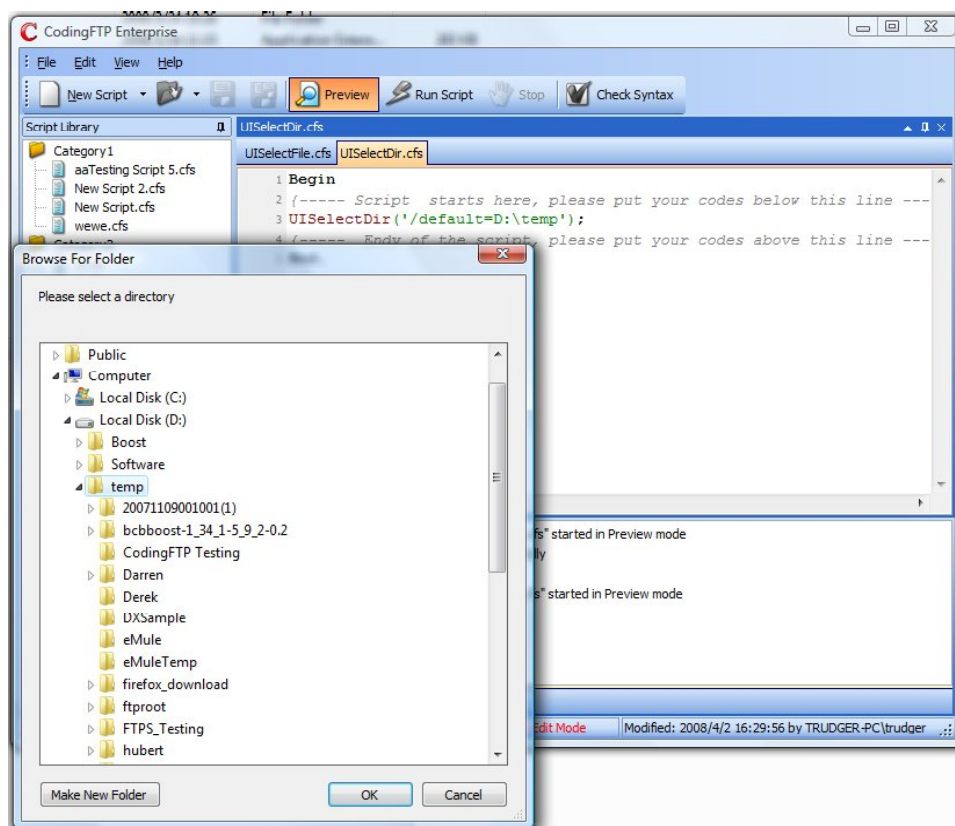 CodingFTP Enterprise
File Edit View Help
New Script Preview Run Script Stop Check Syntax
Script Library
UISelectDir.cfs
Category1
aaTesting Script 5.cfs
New Script 2.cfs
New Script.cfs
wewe.cfs
UISelectFile.cfs UISelectDir.cfs
1 Begin
2 {----- Script starts here, please put your codes below this line ---
3 UISelectDir('/default=D:\temp');
4 {----- Endy of the script, please put your codes above this line ---
Browse For Folder
Please select a directory
Public
Computer
Local Disk (C:)
Local Disk (D:)
Boost
Software
temp
20071109001001(1)
bcbboost-1_34_1-5_9_2-0.2
CodingFTP Testing
Darren
Derek
DXSample
eMule
eMuleTemp
firefox_download
ftproot
FTPS_Testing
hubert
Make New Folder OK Cancel
fs" started in Preview mode
lly
s" started in Preview mode
Edit Mode
Modified: 2008/4/2 16:29:56 by TRUDGER-PC\trudger